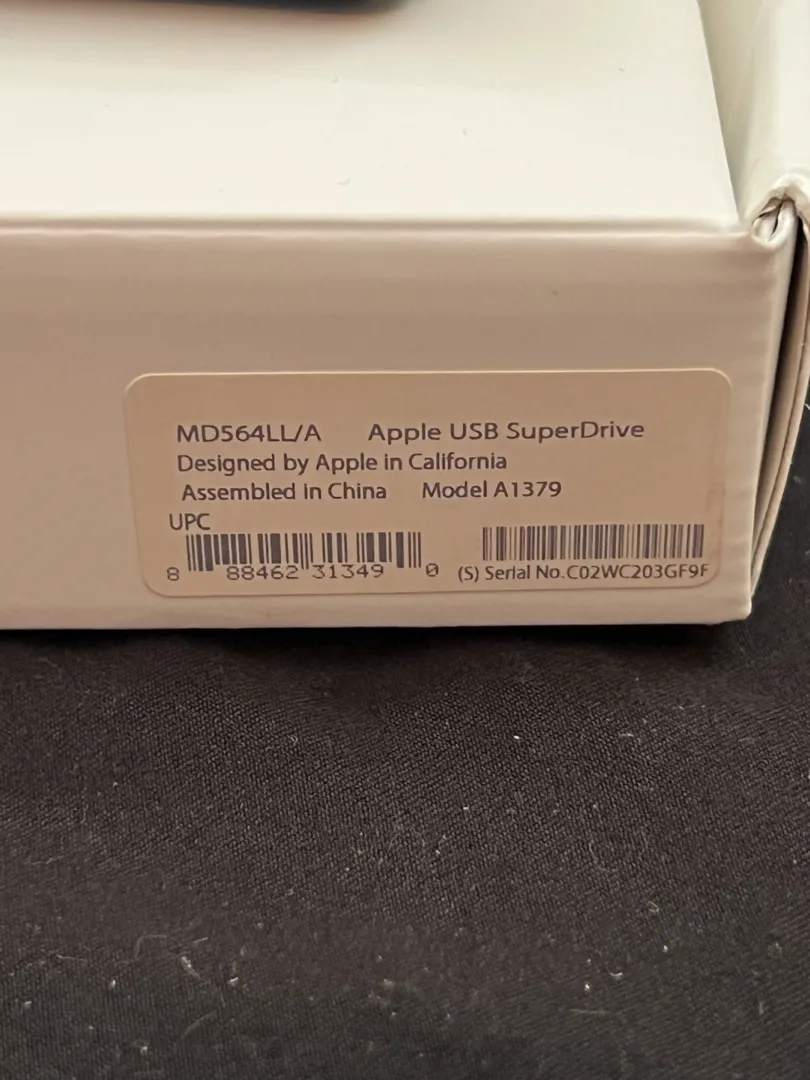 MD564LL/A Apple USB SuperDrive
Designed by Apple in California
Assembled in China Model A1379
UPC
8 88462 31349 0 (S) Serial No.C02WC203GF9F